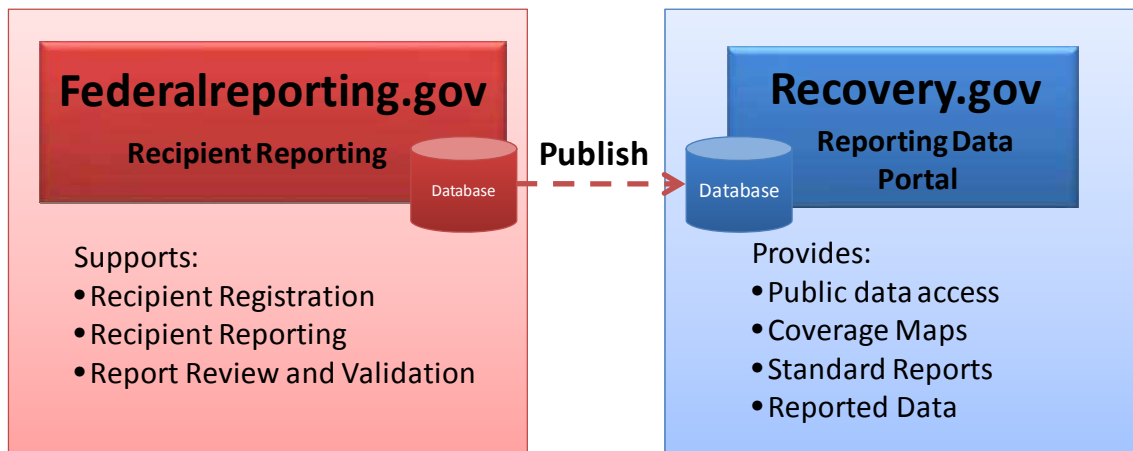 Federalreporting.gov
Recipient Reporting
Database
Supports:
•Recipient Registration
•Recipient Reporting
•Report Review and Validation
Publish
Recovery.gov
Reporting Data
Portal
Database
Provides:
•Public data access
•Coverage Maps
•Standard Reports
•Reported Data